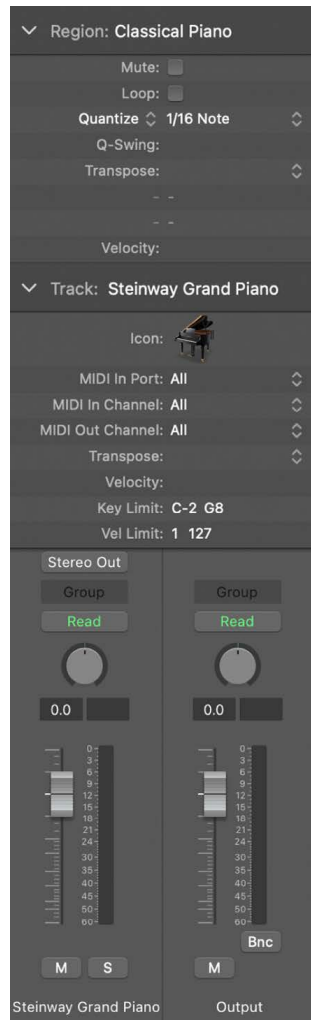 Region: Classical Piano
Mute:
Loop:
Quantize 1/16 Note
Q-Swing:
Transpose:
- -
- -
Velocity:
Track: Steinway Grand Piano
Icon:
MIDI In Port: All
MIDI In Channel: All
MIDI Out Channel: All
Transpose:
Velocity:
Key Limit: C-2 G8
Vel Limit: 1 127
Stereo Out
Group
Read
0.0
0
3
6
9
12
15
18
21
24
30
35
40
45
50
60
M S
Steinway Grand Piano
Group
Read
0.0
0
3
6
9
12
15
18
21
24
30
35
40
45
50
60
Bnc
M
Output